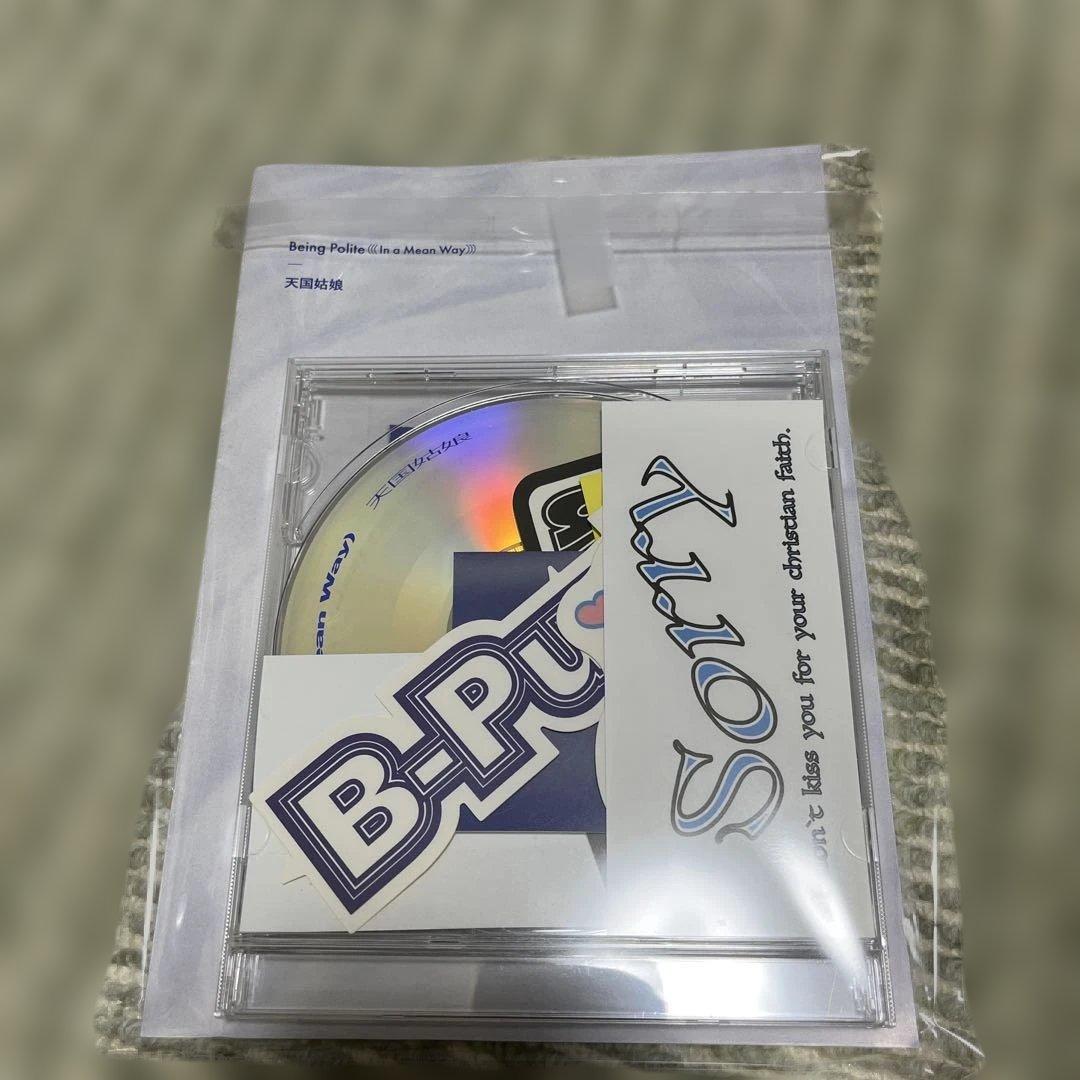 Being Polite (((In a Mean Way)))
天国姑娘
天国姑娘
ean Way)
B-Pu
Sorry
on't kiss you for your christian faith.